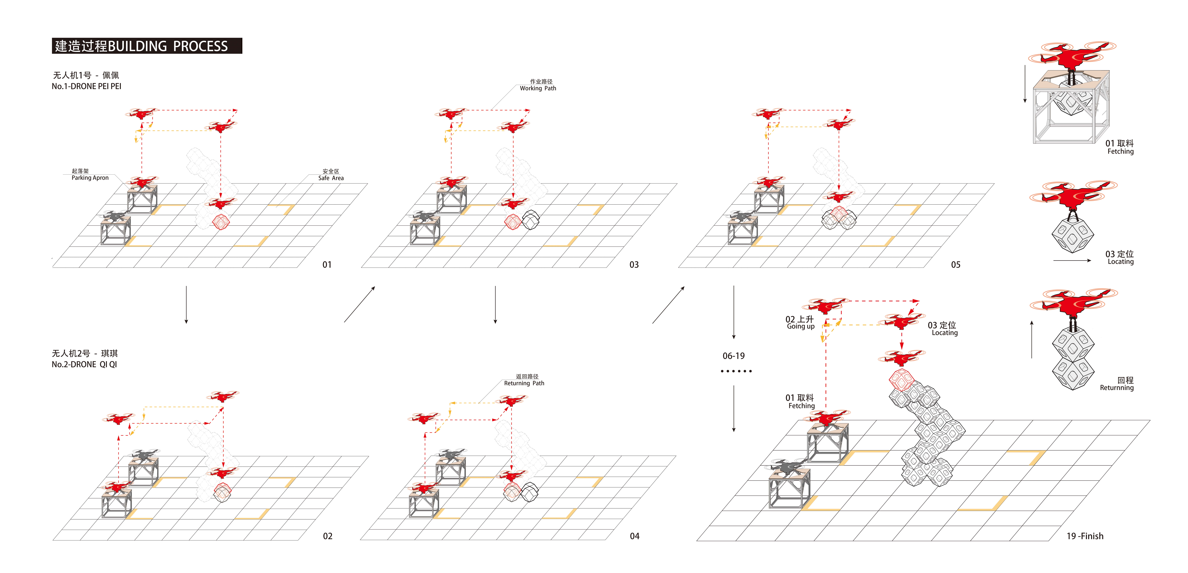 建造过程BUILDING PROCESS
无人机1号 - 佩佩
No.1-DRONE PEI PEI
作业路径
Working Path
起落架
Parking Apron
安全区
Safe Area
01
03
05
01 取料
Fetching
03 定位
Locating
回程
Returnning
无人机2号 - 琪琪
No.2-DRONE QI QI
返回路径
Returning Path
02
04
06-19
02 上升
Going up
03 定位
Locating
01 取料
Fetching
19 -Finish